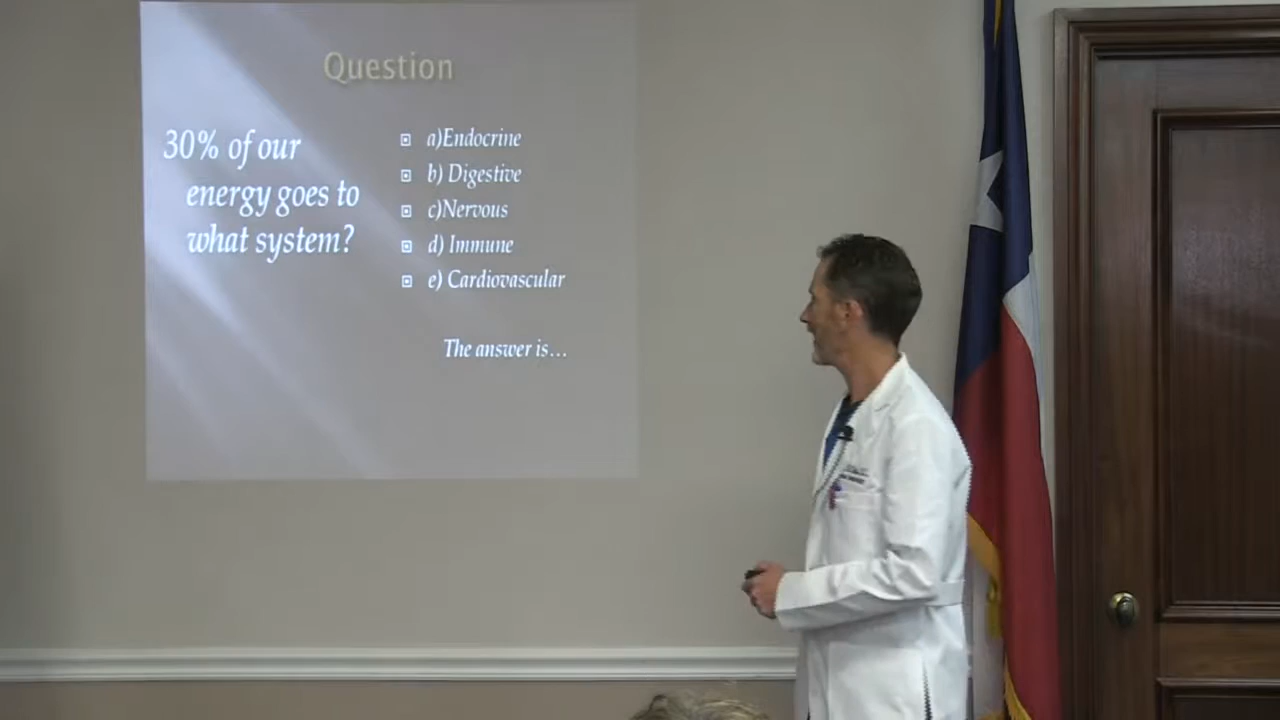 Question
30% of our
energy goes to
what system?
a)Endocrine
b) Digestive
c)Nervous
d) Immune
e) Cardiovascular
The answer is...